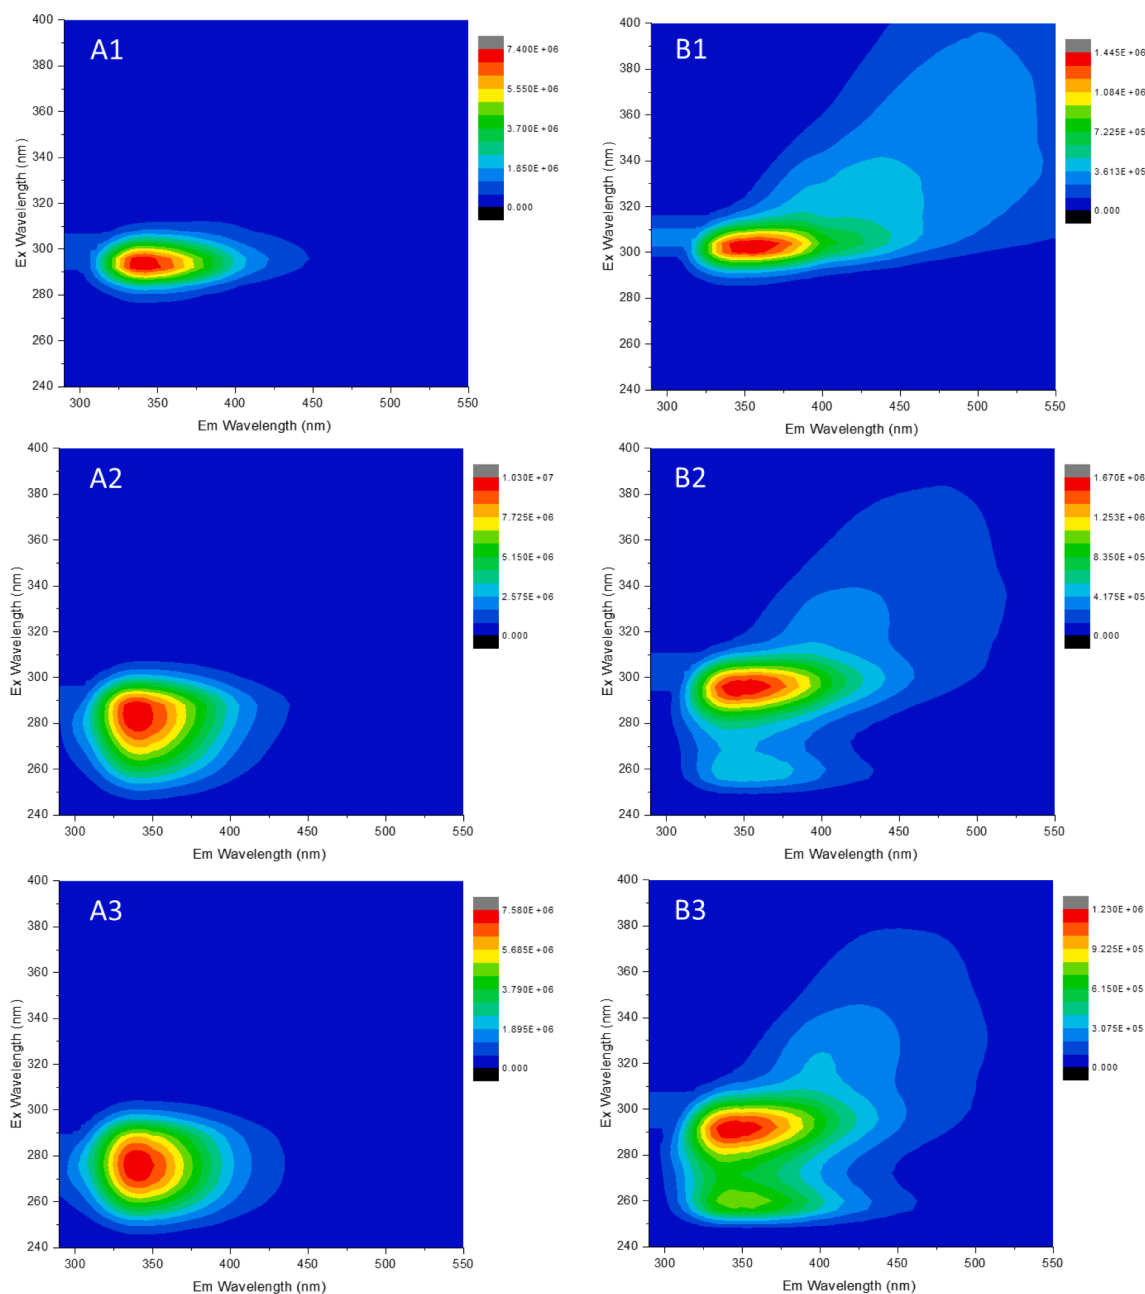 A1
400
380
360
340
320
300
280
260
240
Ex Wavelength (nm)
300 350 400 450 500 550
Em Wavelength (nm)
7.400E+06
5.550E+06
3.700E+06
1.850E+06
0.000
B1
400
380
360
340
320
300
280
260
240
Ex Wavelength (nm)
300 350 400 450 500 550
Em Wavelength (nm)
1.445E+06
1.084E+06
7.225E+05
3.613E+05
0.000
A2
400
380
360
340
320
300
280
260
240
Ex Wavelength (nm)
300 350 400 450 500 550
Em Wavelength (nm)
1.030E+07
7.725E+06
5.150E+06
2.575E+06
0.000
B2
400
380
360
340
320
300
280
260
240
Ex Wavelength (nm)
300 350 400 450 500 550
Em Wavelength (nm)
1.670E+06
1.253E+06
8.350E+05
4.175E+05
0.000
A3
400
380
360
340
320
300
280
260
240
Ex Wavelength (nm)
300 350 400 450 500 550
Em Wavelength (nm)
7.580E+06
5.685E+06
3.790E+06
1.895E+06
0.000
B3
400
380
360
340
320
300
280
260
240
Ex Wavelength (nm)
300 350 400 450 500 550
Em Wavelength (nm)
1.230E+06
9.225E+05
6.150E+05
3.075E+05
0.000